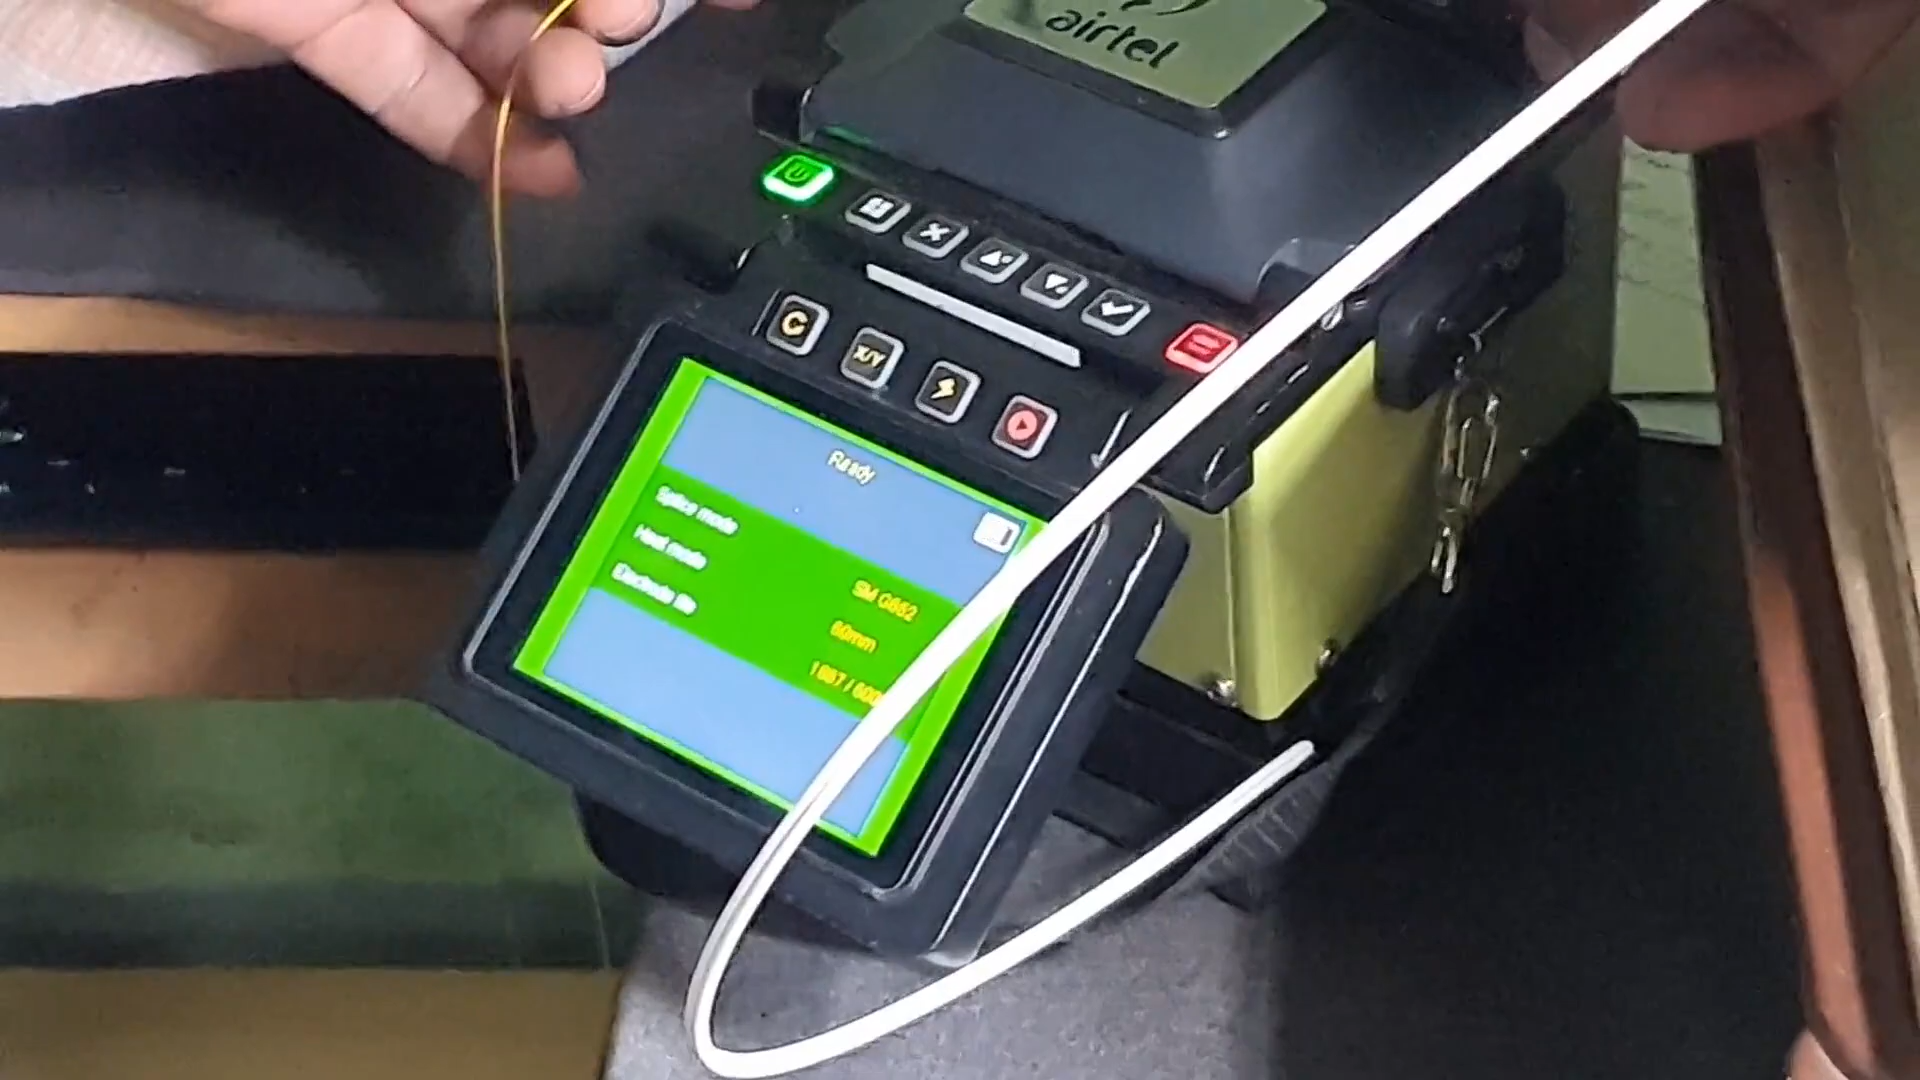 airtel
X/Y
Ready
Splice mode
SM G652
Heat mode
60mm
Electrode life